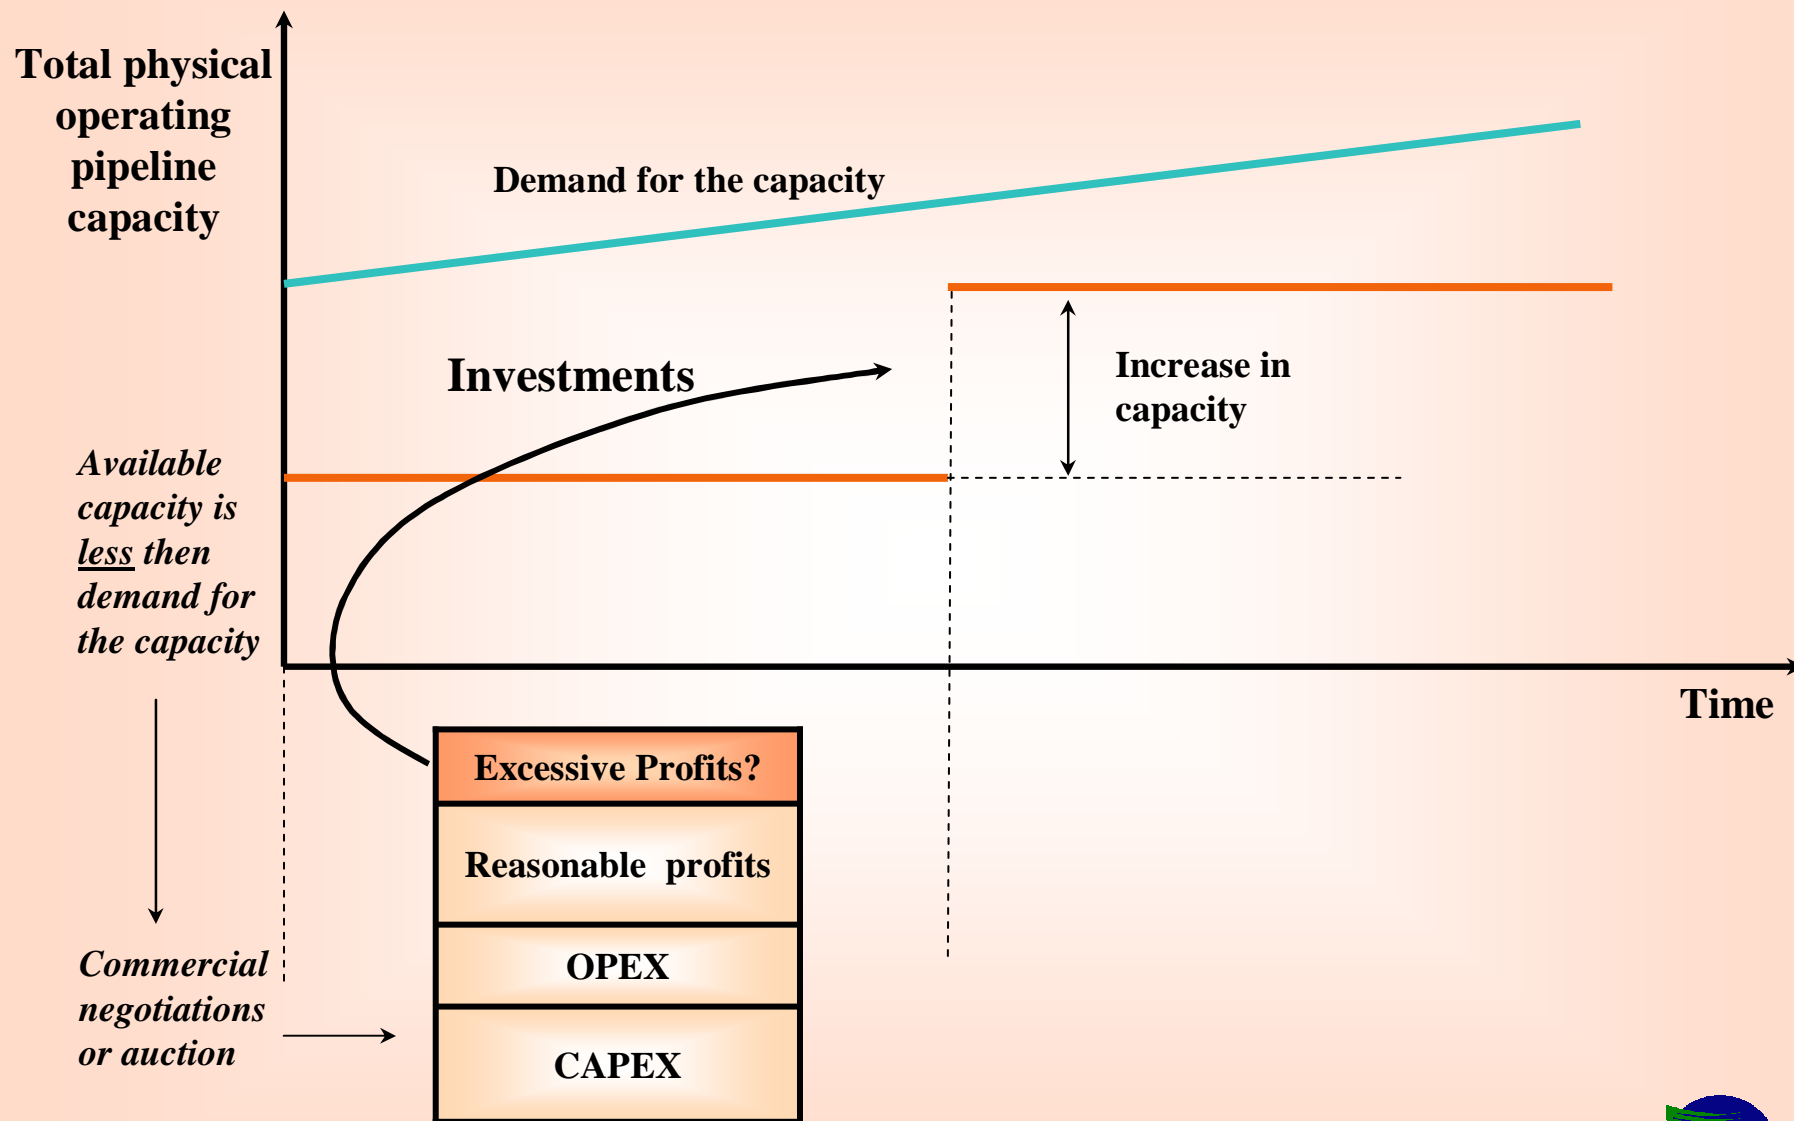 Total physical
operating
pipeline
capacity
Demand for the capacity
Investments
Increase in
capacity
Available
capacity is
less then
demand for
the capacity
Time
Excessive Profits?
Reasonable profits
OPEX
CAPEX
Commercial
negotiations
or auction